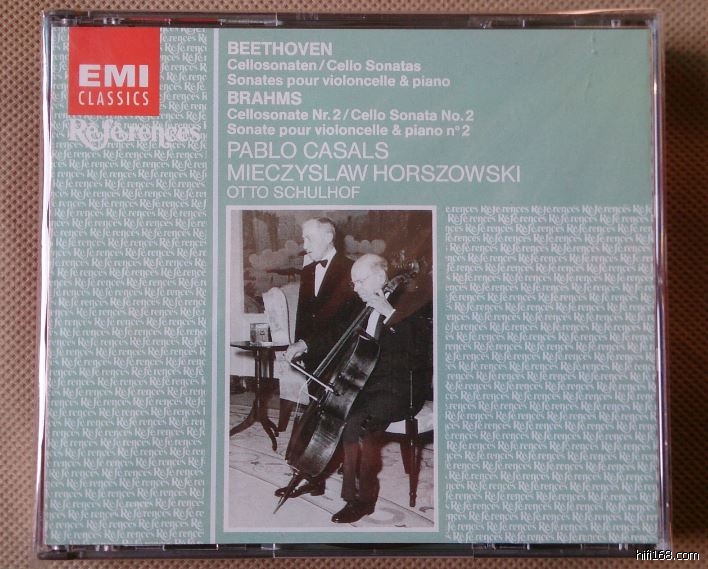 EMI
CLASSICS
Références
BEETHOVEN
Cellosonaten / Cello Sonatas
Sonates pour violoncelle & piano
BRAHMS
Cellosonate Nr. 2 / Cello Sonata No. 2
Sonate pour violoncelle & piano n° 2
PABLO CASALS
MIECZYSLAW HORSZOWSKI
OTTO SCHULHOF
hifi168.com